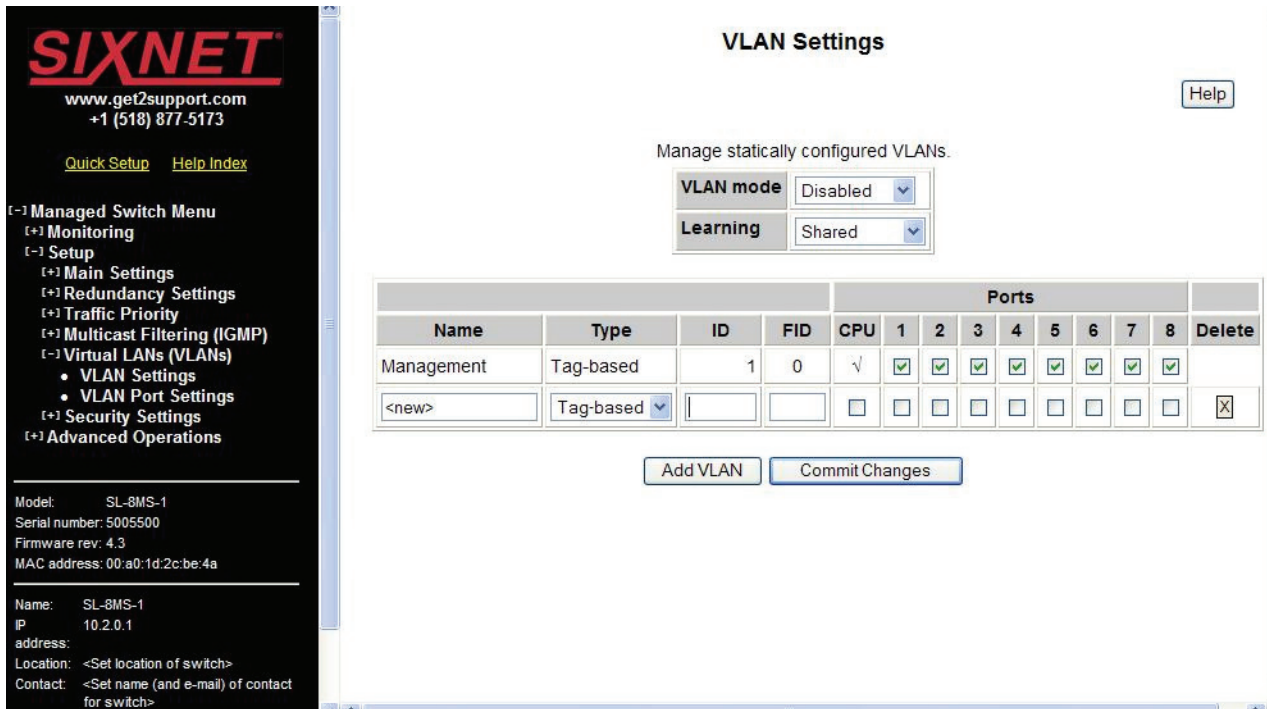 SIXNET
www.get2support.com
+1 (518) 877-5173
Quick Setup Help Index
[-] Managed Switch Menu
[+] Monitoring
[-] Setup
[+] Main Settings
[+] Redundancy Settings
[+] Traffic Priority
[+] Multicast Filtering (IGMP)
[-] Virtual LANs (VLANs)
• VLAN Settings
• VLAN Port Settings
[+] Security Settings
[+] Advanced Operations
Model: SL-8MS-1
Serial number: 5005500
Firmware rev: 4.3
MAC address: 00:a0:1d:2c:be:4a
Name: SL-8MS-1
IP address: 10.2.0.1
Location: <Set location of switch>
Contact: <Set name (and e-mail) of contact
for switch>
VLAN Settings
Help
Manage statically configured VLANs.
VLAN mode Disabled
Learning Shared
Ports
Name Type ID FID CPU 1 2 3 4 5 6 7 8 Delete
Management Tag-based 1 0 √
<new> Tag-based X
Add VLAN Commit Changes